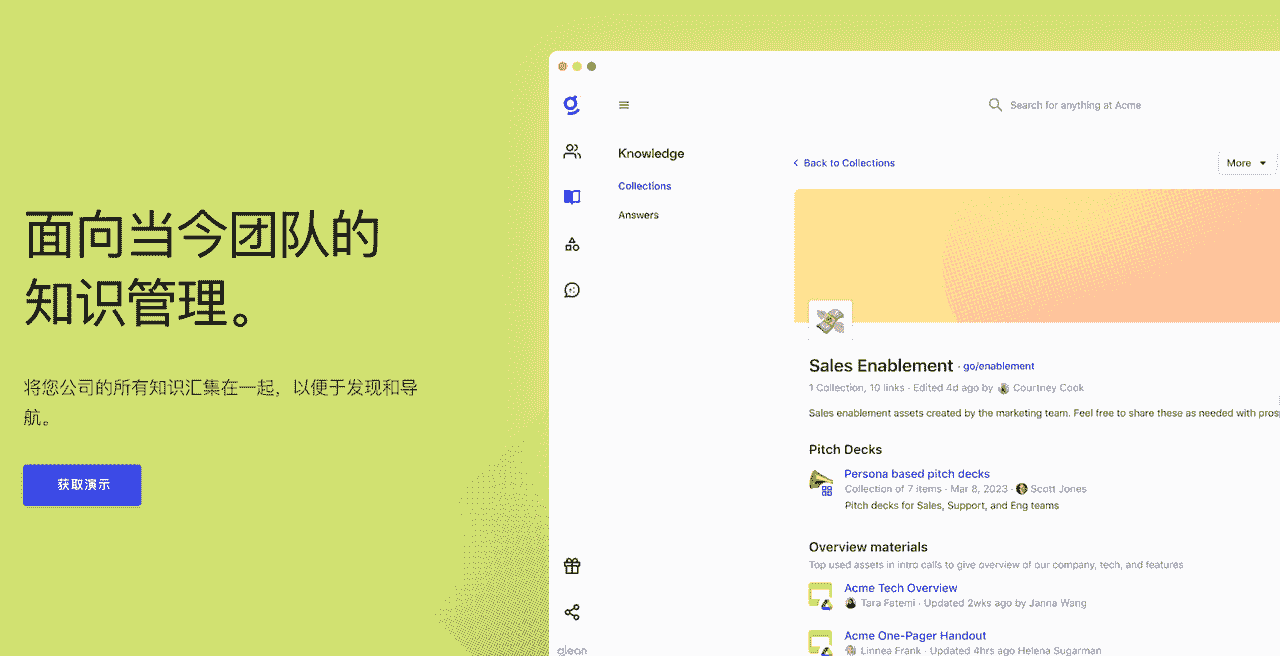 面向当今团队的
知识管理。
将您公司的所有知识汇集在一起，以便于发现和导
航。
获取演示
Search for anything at Acme
Knowledge
Collections
Answers
Back to Collections
More
Sales Enablement · go/enablement
1 Collection, 10 links · Edited 4d ago by Courtney Cook
Sales enablement assets created by the marketing team. Feel free to share these as needed with pros
Pitch Decks
Persona based pitch decks
Collection of 7 items · Mar 8, 2023 · Scott Jones
Pitch decks for Sales, Support, and Eng teams
Overview materials
Top used assets in intro calls to give overview of our company, tech, and features
Acme Tech Overview
Tara Fatemi · Updated 2wks ago by Janna Wang
Acme One-Pager Handout
Linnea Frank · Updated 4hrs ago Helena Sugarman
glean